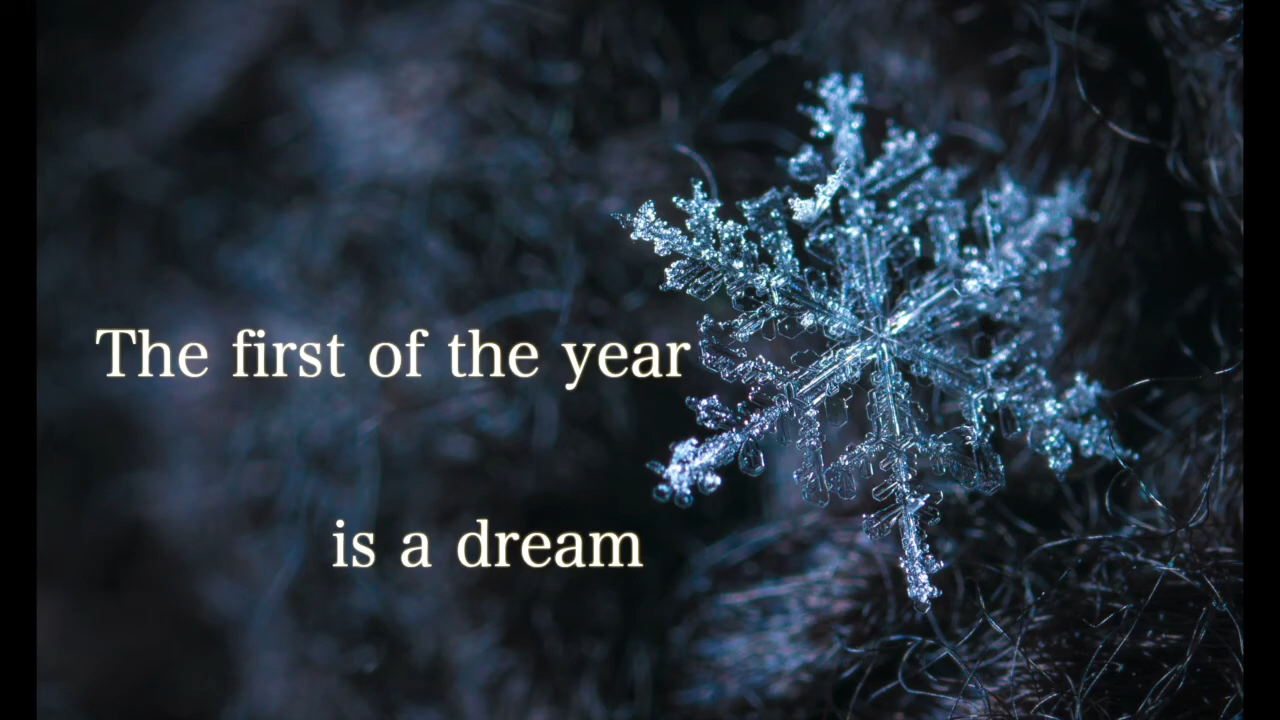 The first of the year
is a dream